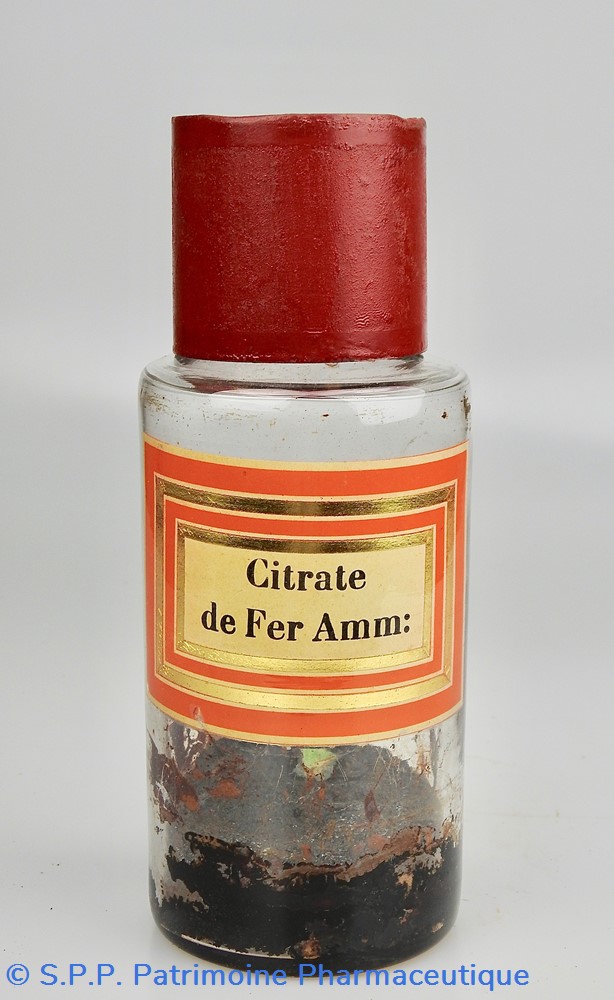 Citrate
de Fer Amm:
© S.P.P. Patrimoine Pharmaceutique